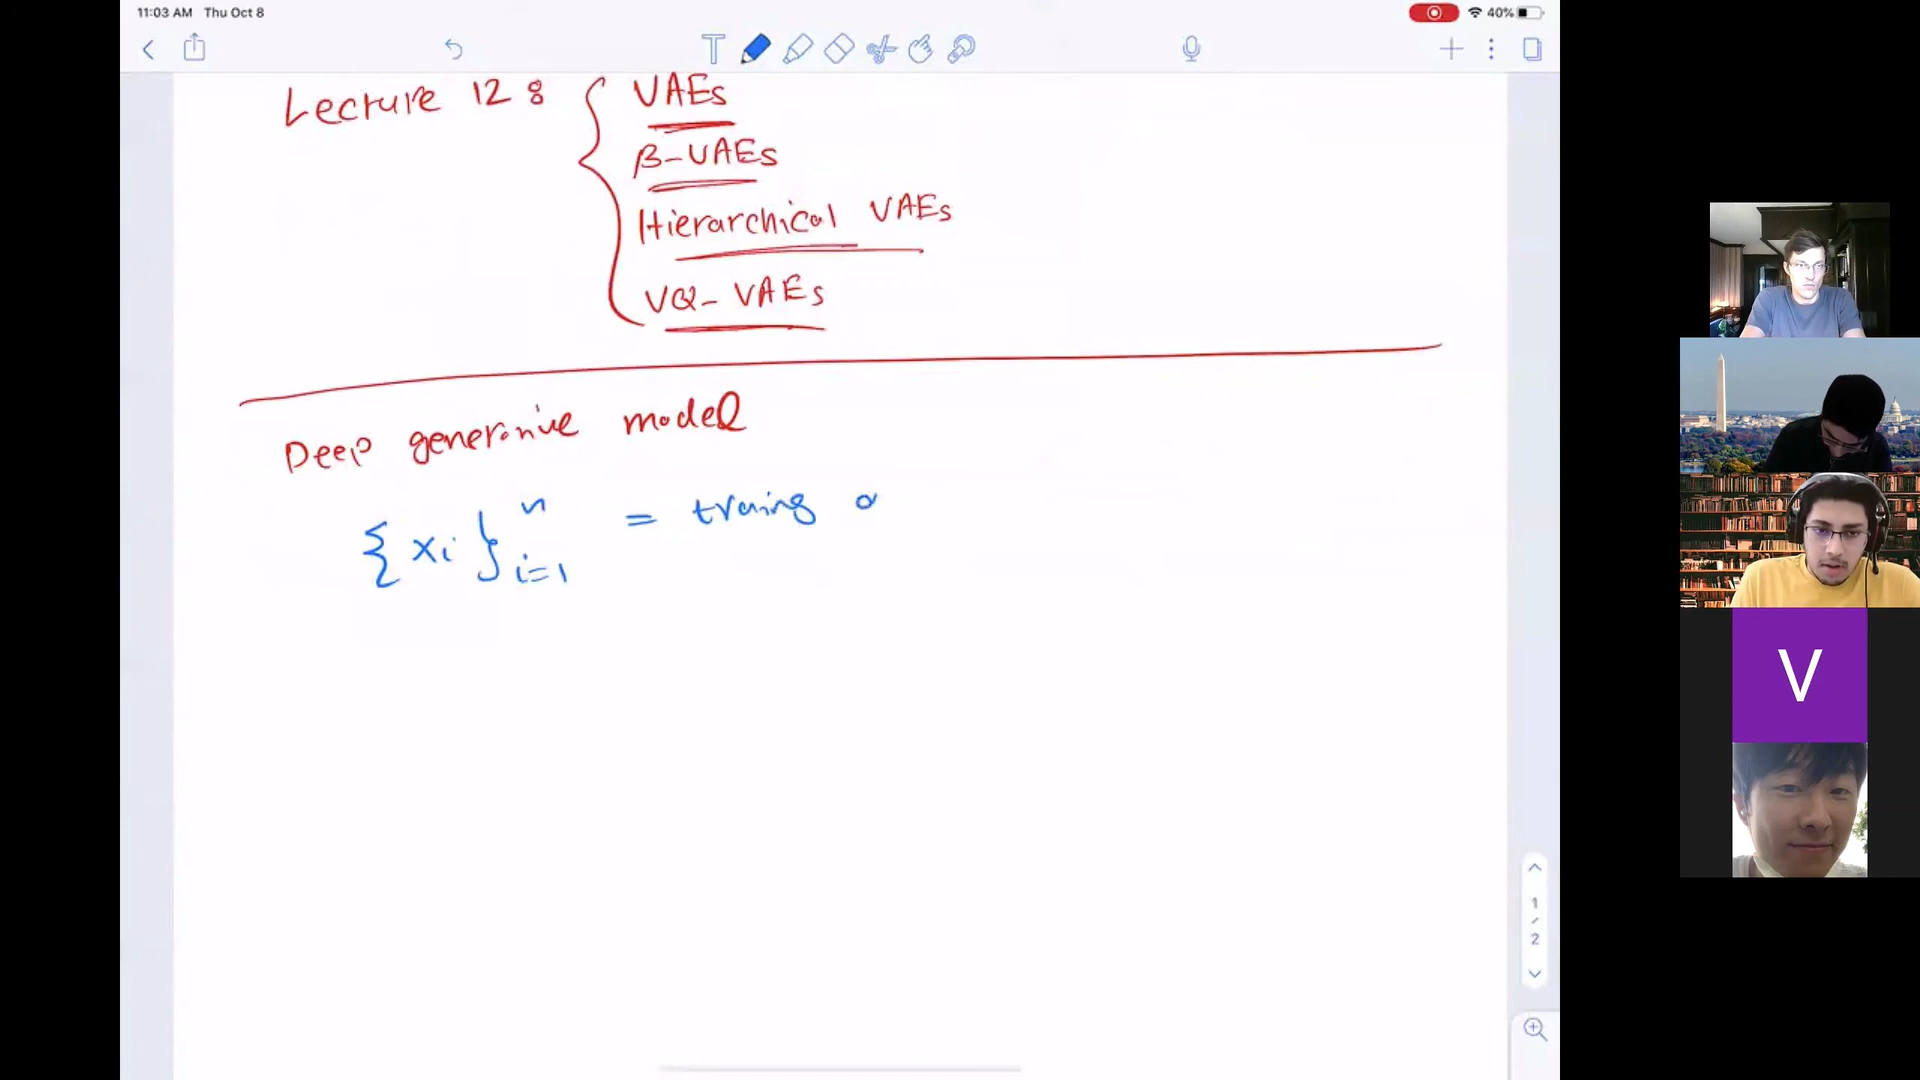 11:03 AM Thu Oct 8
40%
Lecture 12 : VAEs
β-VAEs
Hierarchical VAEs
VQ-VAEs
Deep generative model
{xi}ⁿi=1 = traing
V
1
/
2